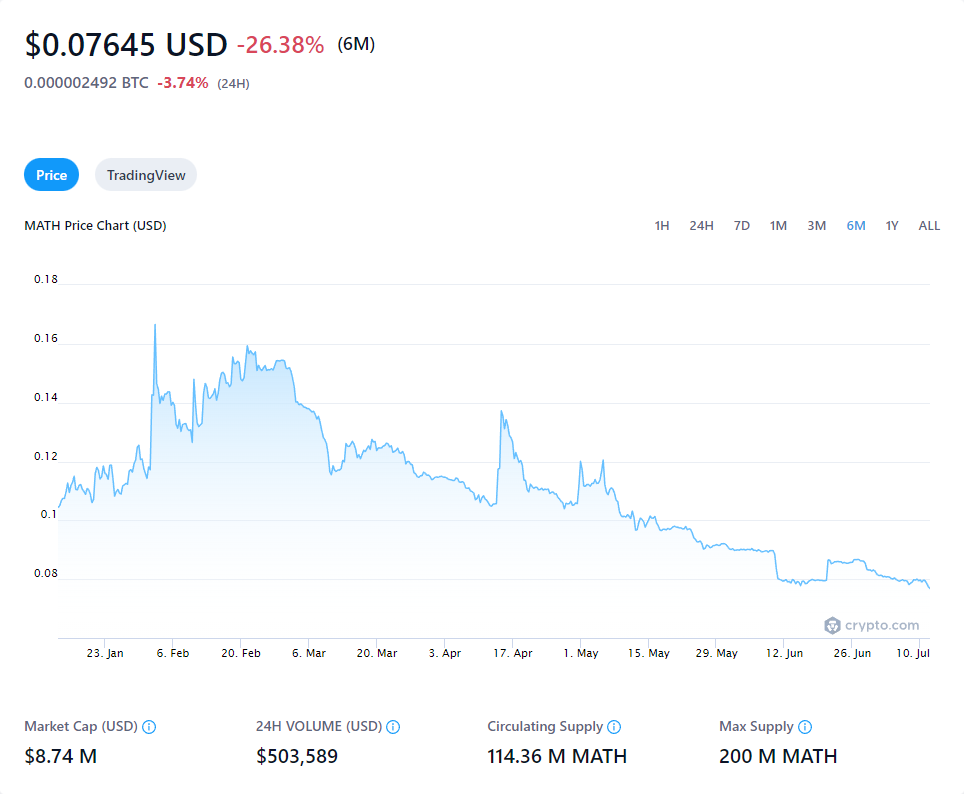 $0.07645 USD -26.38% (6M)
0.000002492 BTC -3.74% (24H)
Price TradingView
MATH Price Chart (USD) 1H 24H 7D 1M 3M 6M 1Y ALL
0.18
0.16
0.14
0.12
0.1
0.08
crypto.com
23. Jan 6. Feb 20. Feb 6. Mar 20. Mar 3. Apr 17. Apr 1. May 15. May 29. May 12. Jun 26. Jun 10. Jul
Market Cap (USD) 24H VOLUME (USD) Circulating Supply Max Supply
$8.74 M $503,589 114.36 M MATH 200 M MATH